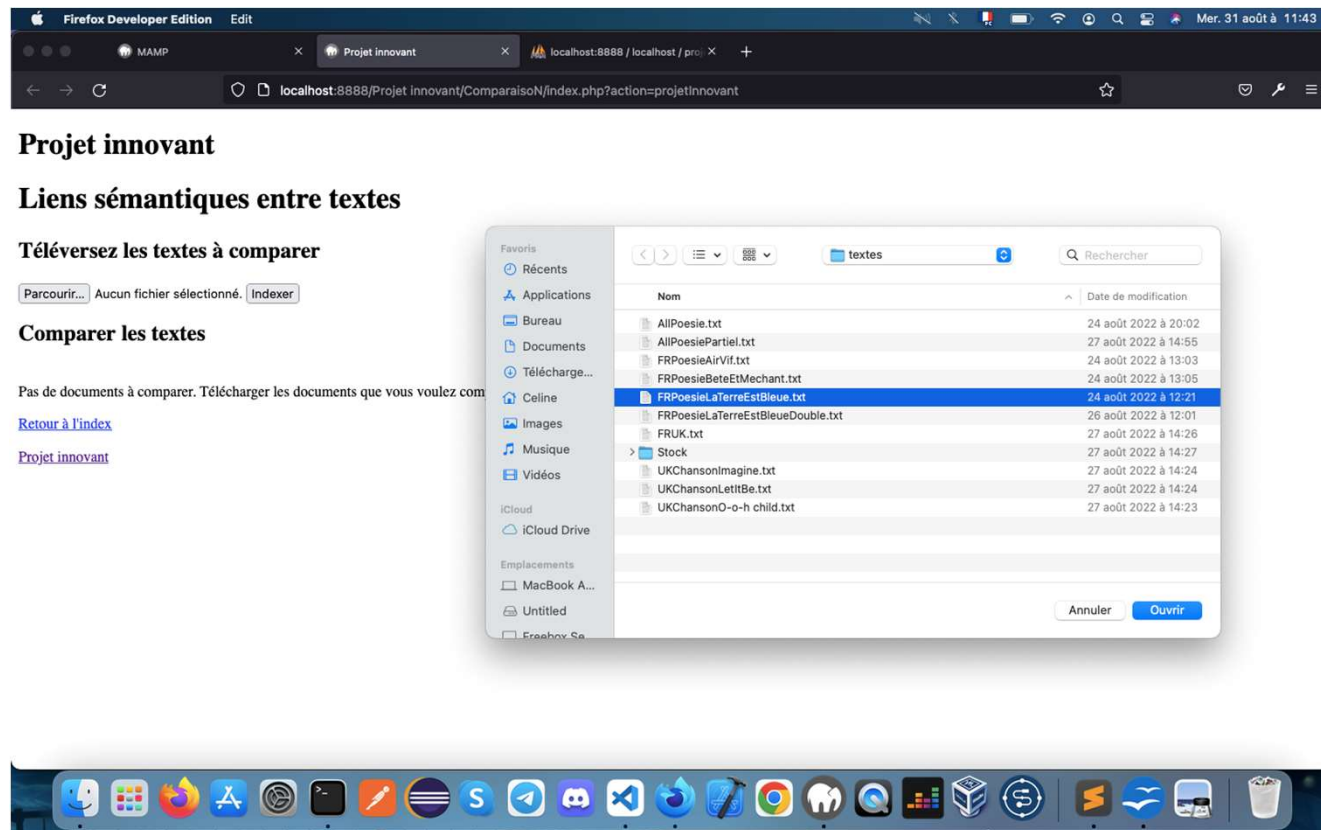 Firefox Developer Edition Edit Mer. 31 août à 11:43
MAMP Projet innovant localhost:8888 / localhost / proj
localhost:8888/Projet innovant/ComparaisoN/index.php?action=projetInnovant
Projet innovant
Liens sémantiques entre textes
Téléversez les textes à comparer
Parcourir... Aucun fichier sélectionné. Indexer
Comparer les textes
Pas de documents à comparer. Télécharger les documents que vous voulez com
Retour à l'index
Projet innovant
Favoris
Récents
Applications
Bureau
Documents
Télécharge...
Celine
Images
Musique
Vidéos
iCloud
iCloud Drive
Emplacements
MacBook A...
Untitled
Freebox Se
textes Rechercher
Nom Date de modification
AllPoesie.txt 24 août 2022 à 20:02
AllPoesiePartiel.txt 27 août 2022 à 14:55
FRPoesieAirVif.txt 24 août 2022 à 13:03
FRPoesieBeteEtMechant.txt 24 août 2022 à 13:05
FRPoesieLaTerreEstBleue.txt 24 août 2022 à 12:21
FRPoesieLaTerreEstBleueDouble.txt 26 août 2022 à 12:01
FRUK.txt 27 août 2022 à 14:26
Stock 27 août 2022 à 14:27
UKChansonImagine.txt 27 août 2022 à 14:24
UKChansonLetItBe.txt 27 août 2022 à 14:24
UKChansonO-o-h child.txt 27 août 2022 à 14:23
Annuler Ouvrir